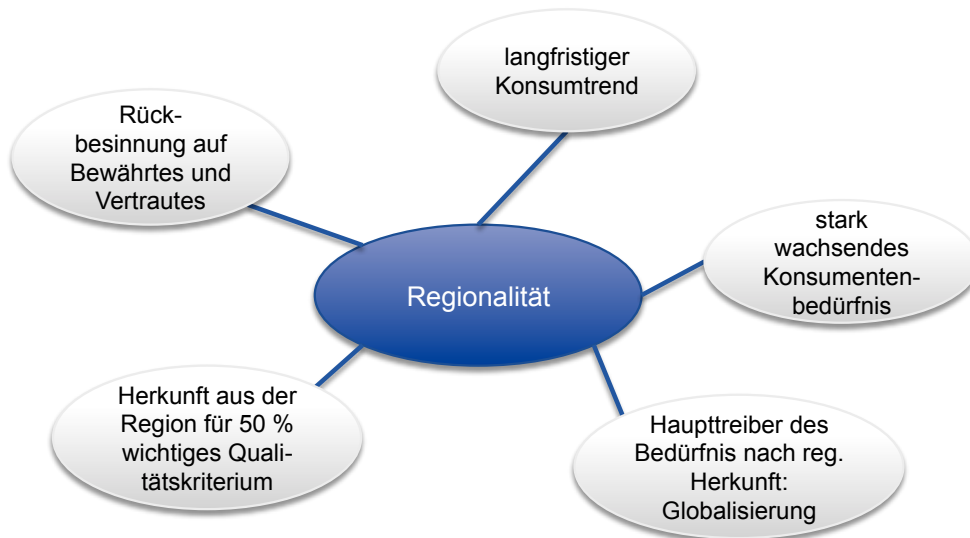 langfristiger
Konsumtrend
Rück-
besinnung auf
Bewährtes und
Vertrautes
stark
wachsendes
Konsumenten-
bedürfnis
Regionalität
Herkunft aus der
Region für 50 %
wichtiges Quali-
tätskriterium
Haupttreiber des
Bedürfnis nach reg.
Herkunft:
Globalisierung